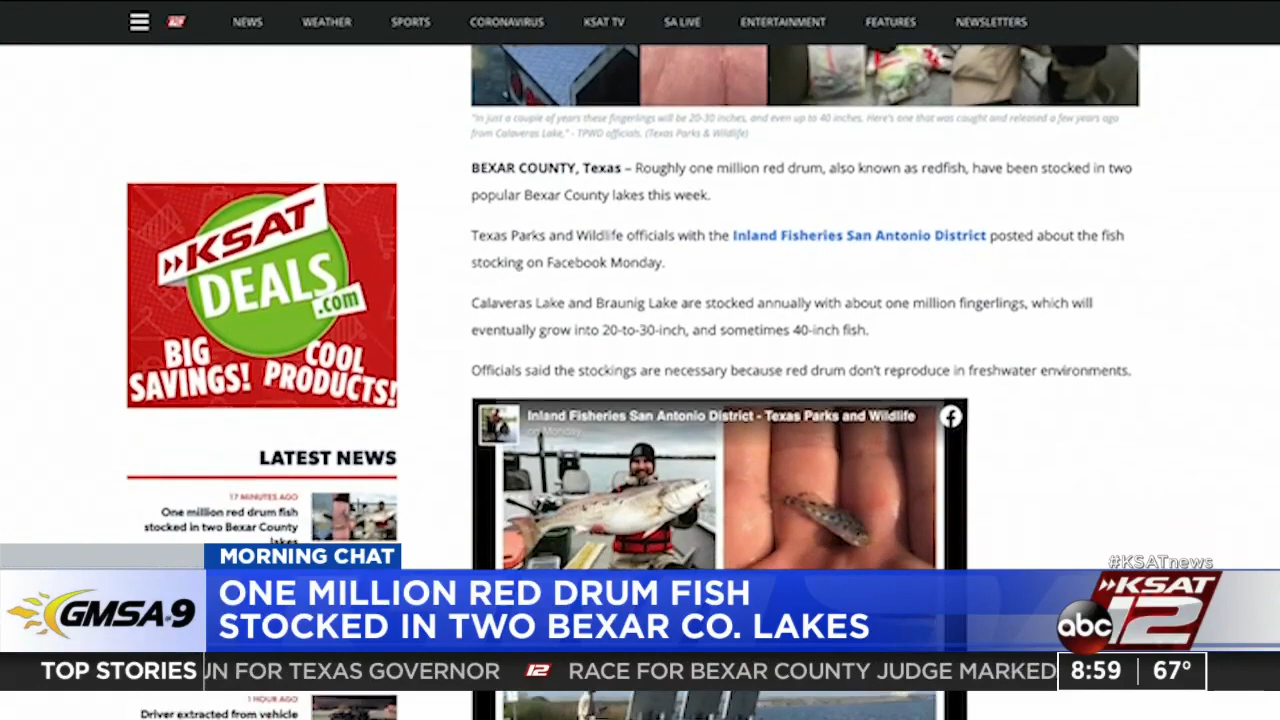 NEWS WEATHER SPORTS CORONAVIRUS KSAT TV SA LIVE ENTERTAINMENT FEATURES NEWSLETTERS
"In just a couple of years these fingerlings will be 20-30 inches, and even up to 40 inches. Here's one that was caught and released a few years ago
from Calaveras Lake," - TPWD officials. (Texas Parks & Wildlife)
BEXAR COUNTY, Texas – Roughly one million red drum, also known as redfish, have been stocked in two
popular Bexar County lakes this week.
Texas Parks and Wildlife officials with the Inland Fisheries San Antonio District posted about the fish
stocking on Facebook Monday.
Calaveras Lake and Braunig Lake are stocked annually with about one million fingerlings, which will
eventually grow into 20-to-30-inch, and sometimes 40-inch fish.
Officials said the stockings are necessary because red drum don't reproduce in freshwater environments.
KSAT
DEALS
.com
BIG
SAVINGS!
COOL
PRODUCTS!
LATEST NEWS
17 MINUTES AGO
One million red drum fish
stocked in two Bexar County
lakes
Inland Fisheries San Antonio District - Texas Parks and Wildlife
on Monday
MORNING CHAT
#KSATnews
GMSA@9
ONE MILLION RED DRUM FISH
STOCKED IN TWO BEXAR CO. LAKES
KSAT
abc 12
TOP STORIES UN FOR TEXAS GOVERNOR 12 RACE FOR BEXAR COUNTY JUDGE MARKED 8:59 67°
1 HOUR AGO
Driver extracted from vehicle